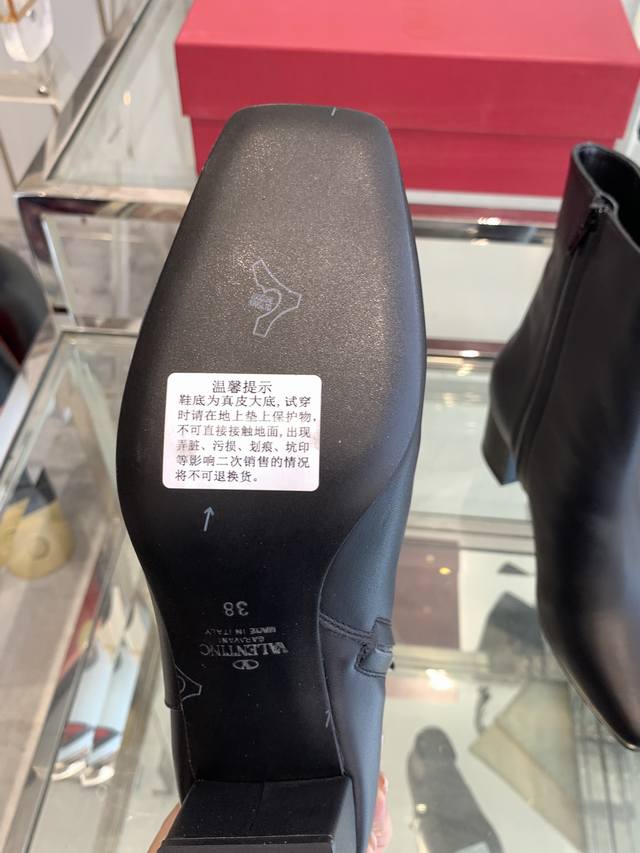 温馨提示
鞋底为真皮大底,试穿
时请在地上垫上保护物,
不可直接接触地面,出现
弄脏、污损、划痕、坑印
等影响二次销售的情况
将不可退换货。
38
MADE IN ITALY
GARAVANI
VALENTINO